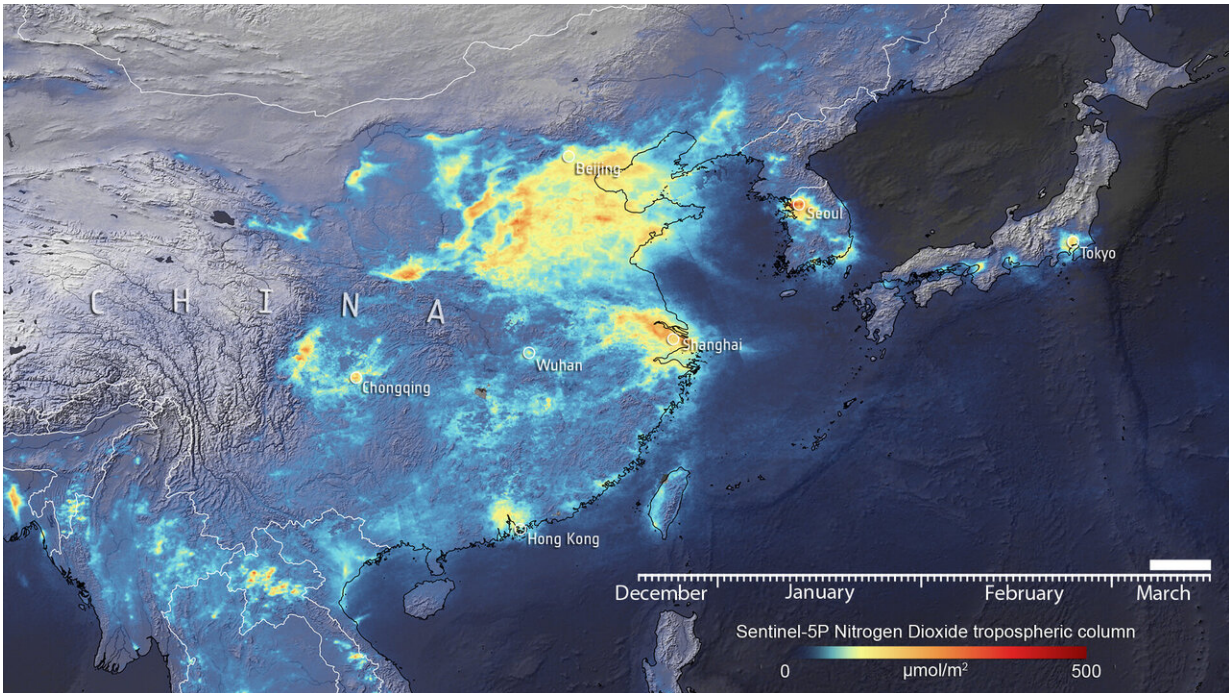 Beijing
Seoul
Tokyo
C H I N A
Shanghai
Wuhan
Chongqing
Hong Kong
December January February March
Sentinel-5P Nitrogen Dioxide tropospheric column
0 µmol/m² 500